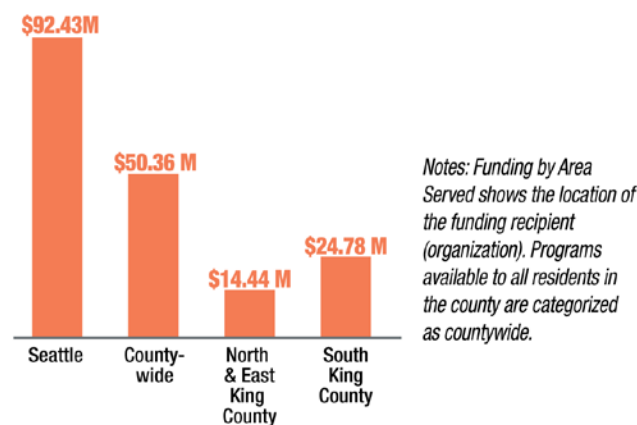 $92.43M
$50.36 M
$14.44 M
$24.78 M
Seattle
County-
wide
North
& East
King
County
South
King
County
Notes: Funding by Area
Served shows the location of
the funding recipient
(organization). Programs
available to all residents in
the county are categorized
as countywide.